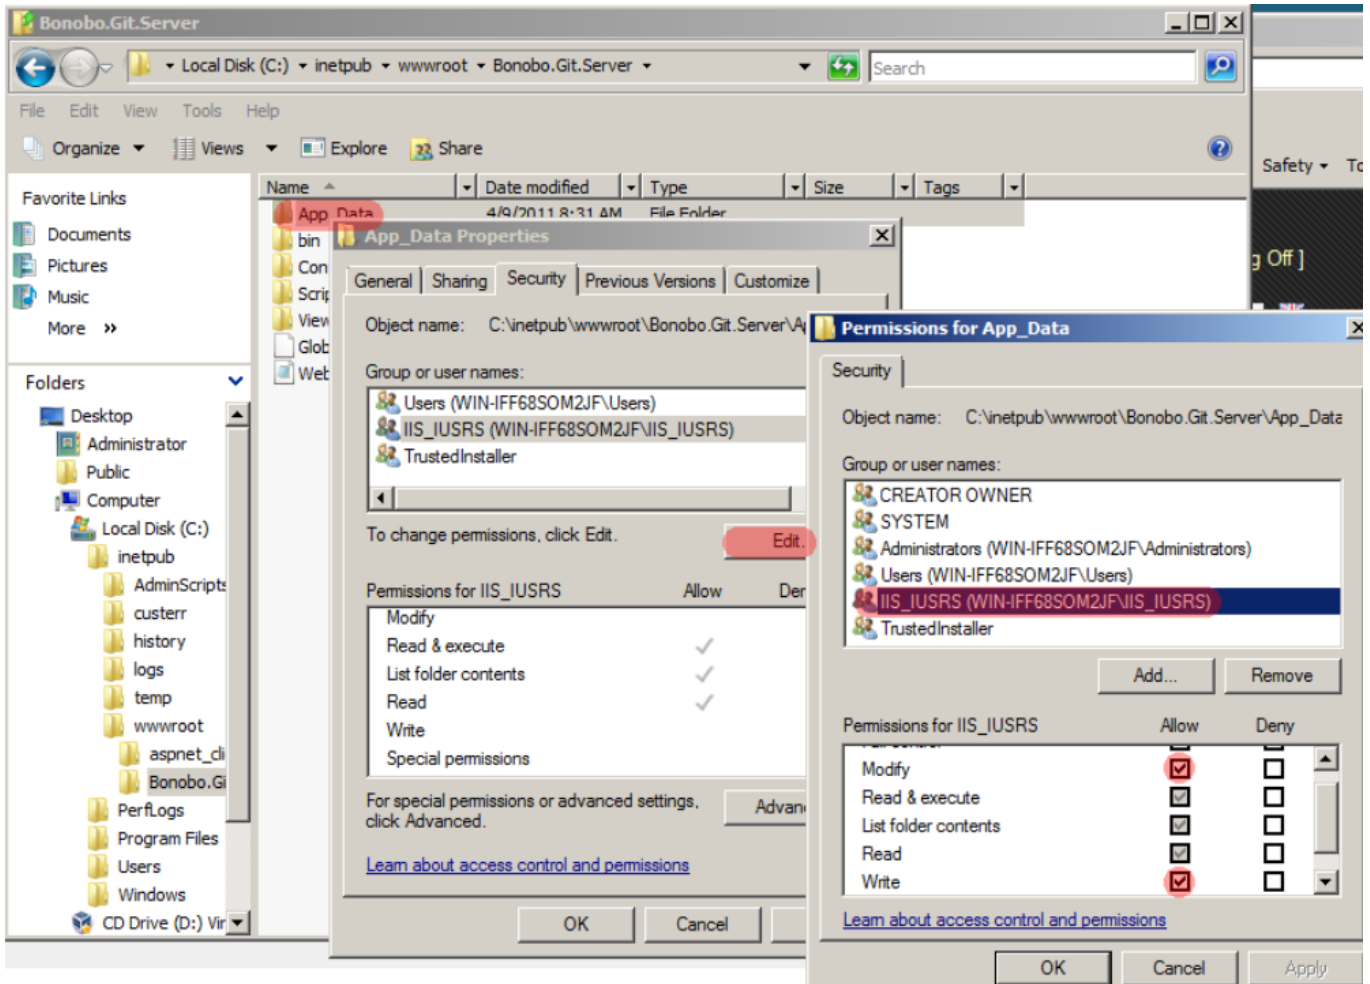 Bonobo.Git.Server
Local Disk (C:) inetpub wwwroot Bonobo.Git.Server
Search
File Edit View Tools Help
Organize Views Explore Share
Safety
Favorite Links
Documents
Pictures
Music
More »
Name Date modified Type Size Tags
App_Data 4/9/2011 8:31 AM File Folder
bin
Con
Scrip
View
Glob
Web
g Off ]
Folders
Desktop
Administrator
Public
Computer
Local Disk (C:)
inetpub
AdminScripts
custerr
history
logs
temp
wwwroot
aspnet_cli
Bonobo.Gi
PerfLogs
Program Files
Users
Windows
CD Drive (D:) Vir
App_Data Properties
General Sharing Security Previous Versions Customize
Object name: C:\inetpub\wwwroot\Bonobo.Git.Server\A
Group or user names:
Users (WIN-IFF68SOM2JF\Users)
IIS_IUSRS (WIN-IFF68SOM2JF\IIS_IUSRS)
TrustedInstaller
To change permissions, click Edit.
Edit.
Permissions for IIS_IUSRS Allow Der
Modify
Read & execute
List folder contents
Read
Write
Special permissions
For special permissions or advanced settings,
click Advanced.
Advan
Learn about access control and permissions
OK Cancel
Permissions for App_Data
Security
Object name: C:\inetpub\wwwroot\Bonobo.Git.Server\App_Data
Group or user names:
CREATOR OWNER
SYSTEM
Administrators (WIN-IFF68SOM2JF\Administrators)
Users (WIN-IFF68SOM2JF\Users)
IIS_IUSRS (WIN-IFF68SOM2JF\IIS_IUSRS)
TrustedInstaller
Add... Remove
Permissions for IIS_IUSRS Allow Deny
Modify
Read & execute
List folder contents
Read
Write
Learn about access control and permissions
OK Cancel Apply